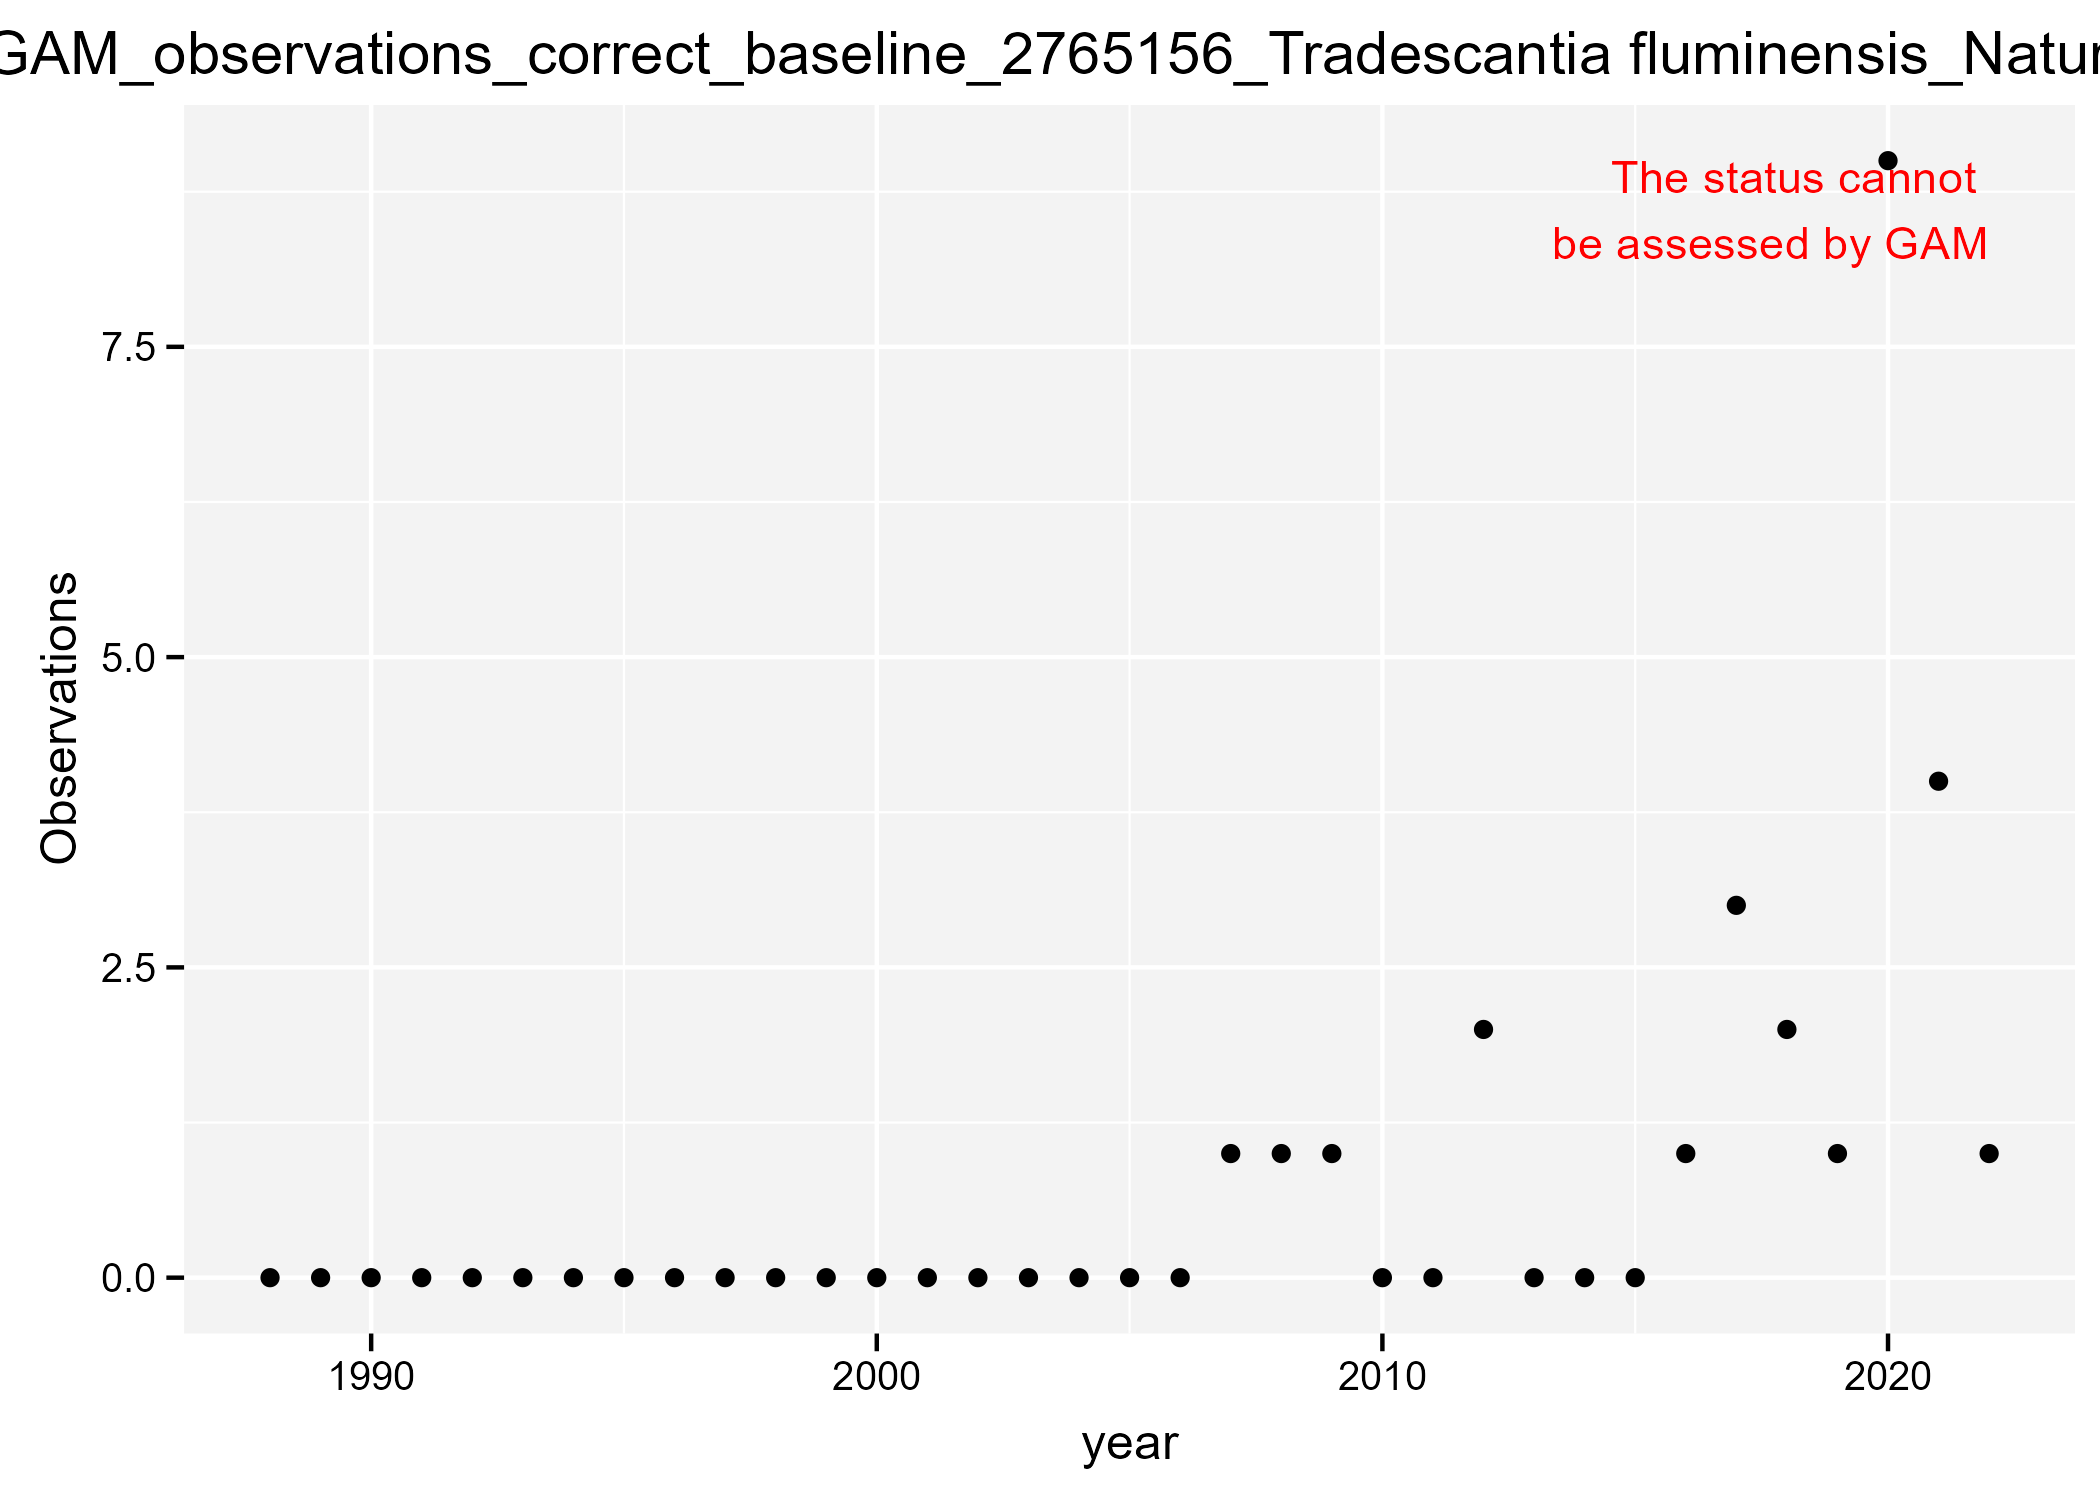 GAM_observations_correct_baseline_2765156_Tradescantia fluminensis_Natur
The status cannot
be assessed by GAM
7.5
5.0
2.5
0.0
Observations
1990 2000 2010 2020
year